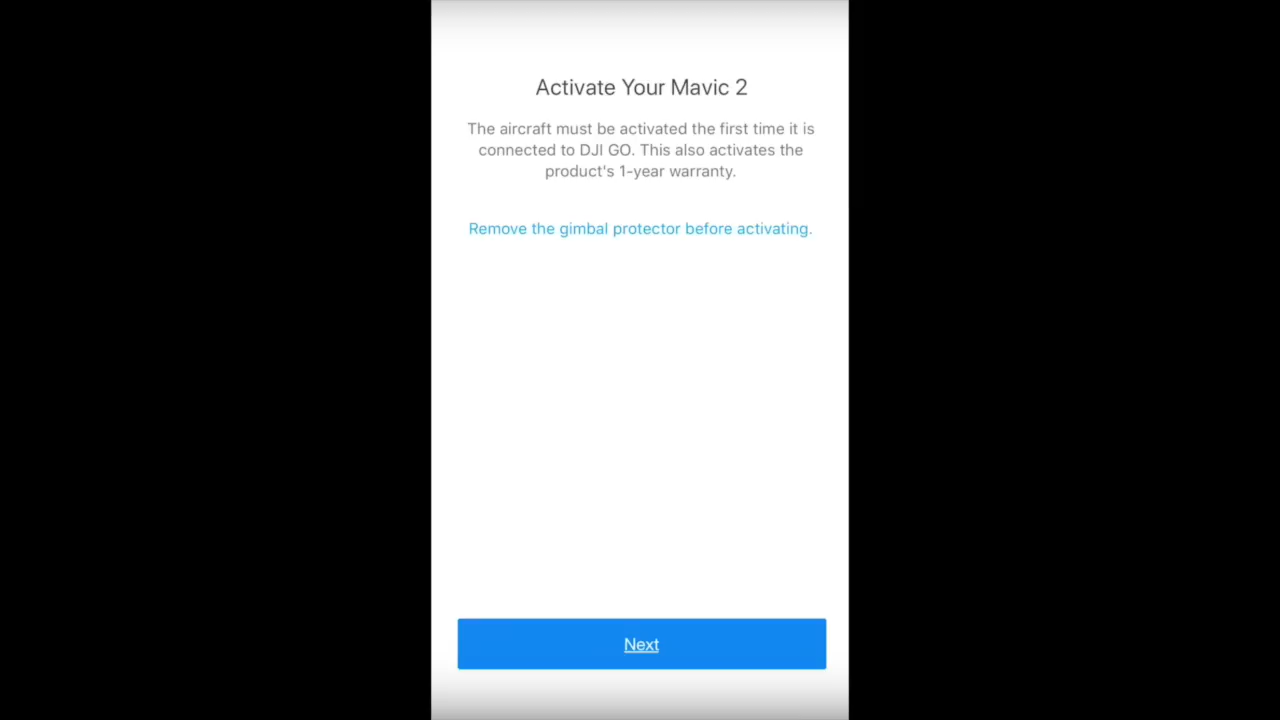 Activate Your Mavic 2
The aircraft must be activated the first time it is
connected to DJI GO. This also activates the
product's 1-year warranty.
Remove the gimbal protector before activating.
Next